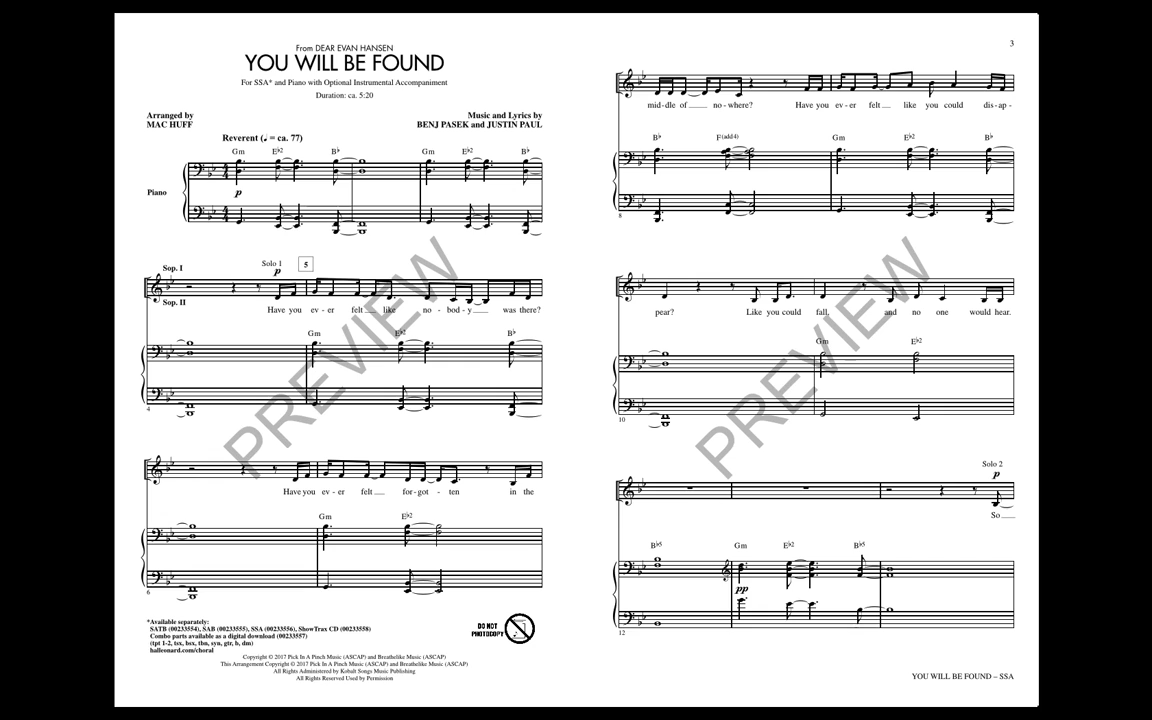 From DEAR EVAN HANSEN
YOU WILL BE FOUND
For SSA* and Piano with Optional Instrumental Accompaniment
Duration: ca. 5:20
Arranged by
MAC HUFF
Music and Lyrics by
BENJ PASEK and JUSTIN PAUL
Reverent (♩ = ca. 77)
Gm E♭2 B♭ Gm E♭2 B♭
Piano
p
Sop. I
Solo 1
p
5
Sop. II
Have you ev - er felt like no - bod - y was there?
Gm E♭2 B♭
4
Have you ev - er felt for - got - ten in the
Gm E♭2
6
*Available separately:
SATB (00233554), SAB (00233555), SSA (00233556), ShowTrax CD (00233558)
Combo parts available as a digital download (00233557)
(tpt 1-2, tsx, bsx, tbn, syn, gtr, b, dm)
halleonard.com/choral
DO NOT
PHOTOCOPY
Copyright © 2017 Pick In A Pinch Music (ASCAP) and Breathelike Music (ASCAP)
This Arrangement Copyright © 2017 Pick In A Pinch Music (ASCAP) and Breathelike Music (ASCAP)
All Rights Administered by Kobalt Songs Music Publishing
All Rights Reserved Used by Permission
PREVIEW
3
mid - dle of no - where? Have you ev - er felt like you could dis - ap -
B♭ F(add4) Gm E♭2 B♭
8
pear? Like you could fall, and no one would hear.
Gm E♭2
10
Solo 2
p
So
B♭5 Gm E♭2 B♭5
pp
12
PREVIEW
YOU WILL BE FOUND – SSA